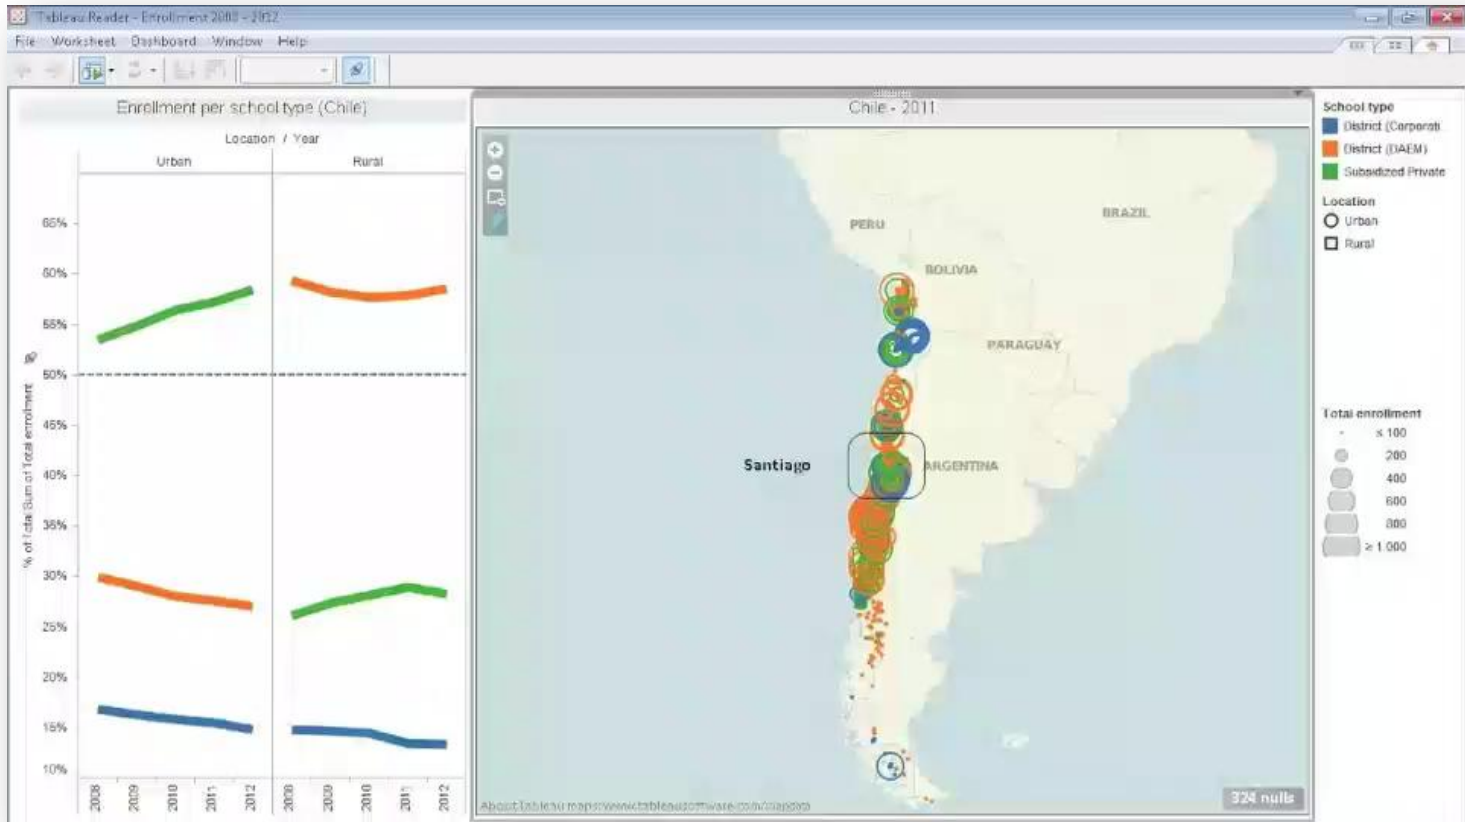 Tableau Reader - Enrollment 2008 - 2012
File Worksheet Dashboard Window Help
Enrollment per school type (Chile)
Location / Year
Urban Rural
% of Total Sum of Total enrollment
65%
60%
55%
50%
45%
40%
35%
30%
25%
20%
15%
10%
2008 2009 2010 2011 2012 2008 2009 2010 2011 2012
Chile - 2011
PERU
BRAZIL
BOLIVIA
PARAGUAY
Santiago
ARGENTINA
About Tableau maps: www.tableausoftware.com/mapdata
324 nulls
School type
District (Corporati
District (DAEM)
Subsidized Private
Location
Urban
Rural
Total enrollment
≤ 100
200
400
600
800
≥ 1.000